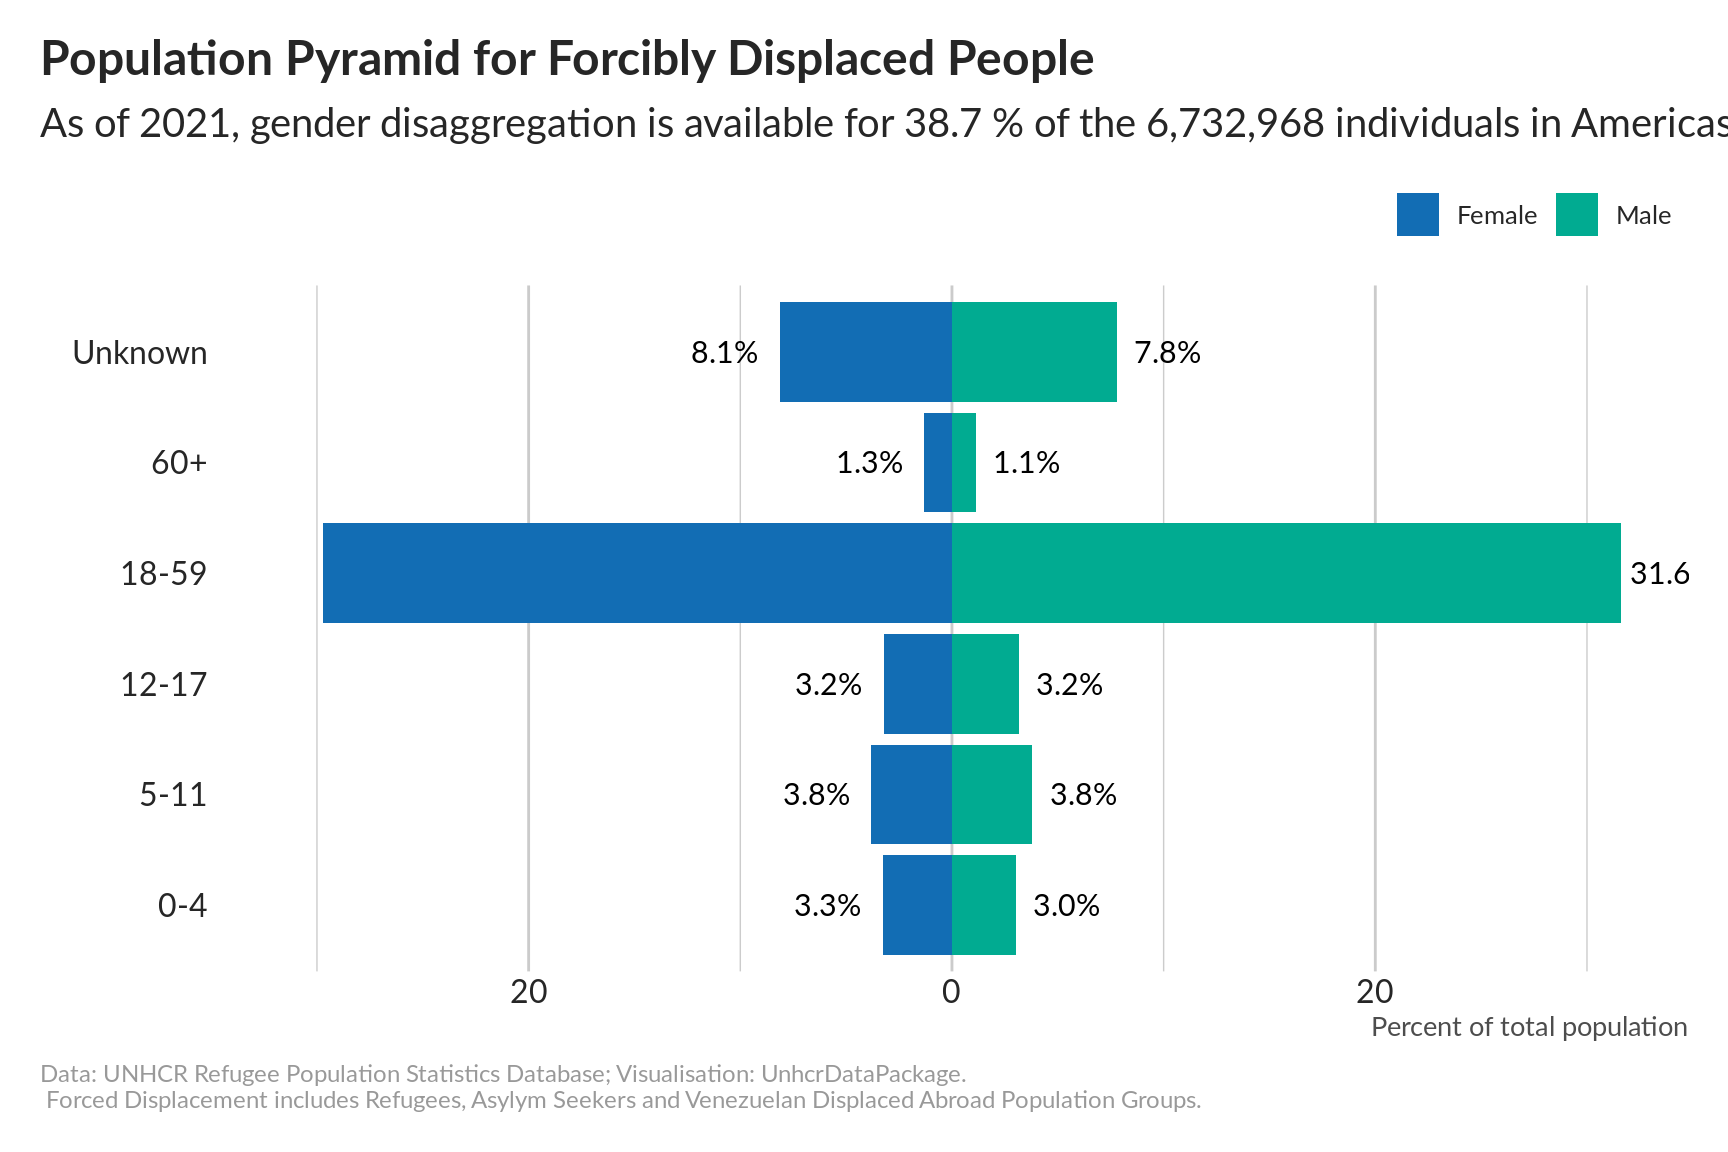 Population Pyramid for Forcibly Displaced People
As of 2021, gender disaggregation is available for 38.7 % of the 6,732,968 individuals in Americas
Female Male
Unknown 8.1% 7.8%
60+ 1.3% 1.1%
18-59 31.6
12-17 3.2% 3.2%
5-11 3.8% 3.8%
0-4 3.3% 3.0%
20 0 20
Percent of total population
Data: UNHCR Refugee Population Statistics Database; Visualisation: UnhcrDataPackage.
Forced Displacement includes Refugees, Asylym Seekers and Venezuelan Displaced Abroad Population Groups.